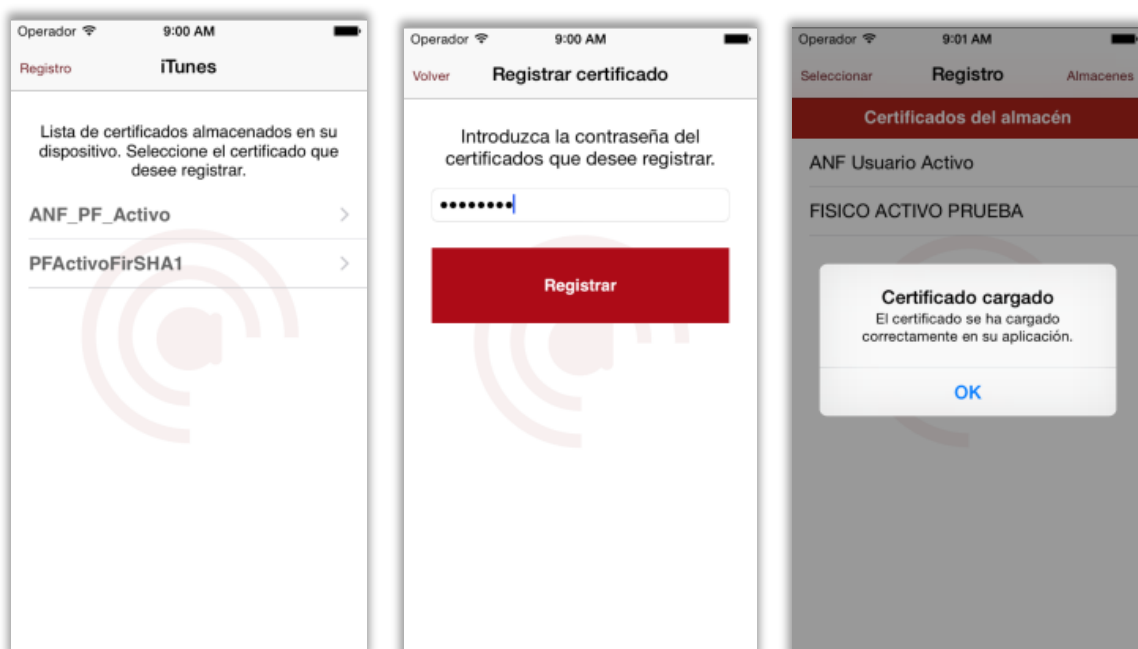 Operador 9:00 AM
Registro iTunes
Lista de certificados almacenados en su
dispositivo. Seleccione el certificado que
desee registrar.
ANF_PF_Activo
PFActivoFirSHA1
Operador 9:00 AM
Volver Registrar certificado
Introduzca la contraseña del
certificados que desee registrar.
••••••••
Registrar
Operador 9:01 AM
Seleccionar Registro Almacenes
Certificados del almacén
ANF Usuario Activo
FISICO ACTIVO PRUEBA
Certificado cargado
El certificado se ha cargado
correctamente en su aplicación.
OK